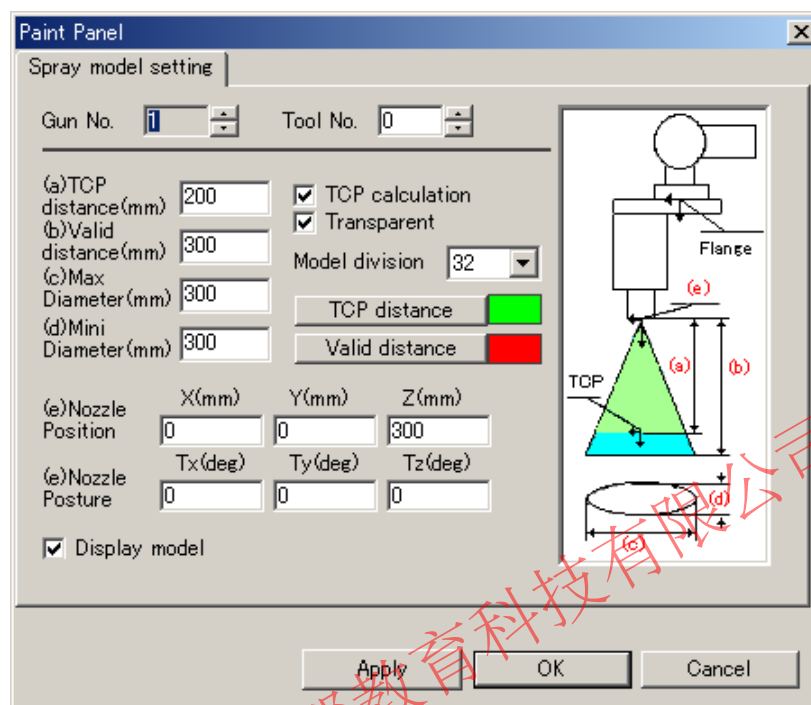 Paint Panel
Spray model setting
Gun No. 1 Tool No. 0
(a)TCP distance(mm) 200
TCP calculation
(b)Valid distance(mm) 300
Transparent
(c)Max Diameter(mm) 300
Model division 32
(d)Mini Diameter(mm) 300
TCP distance
Valid distance
X(mm) Y(mm) Z(mm)
(e)Nozzle Position 0 0 300
Tx(deg) Ty(deg) Tz(deg)
(e)Nozzle Posture 0 0 0
Display model
Flange
(e)
(a)
(b)
TCP
(d)
(c)
Apply OK Cancel
教育科技有限公司